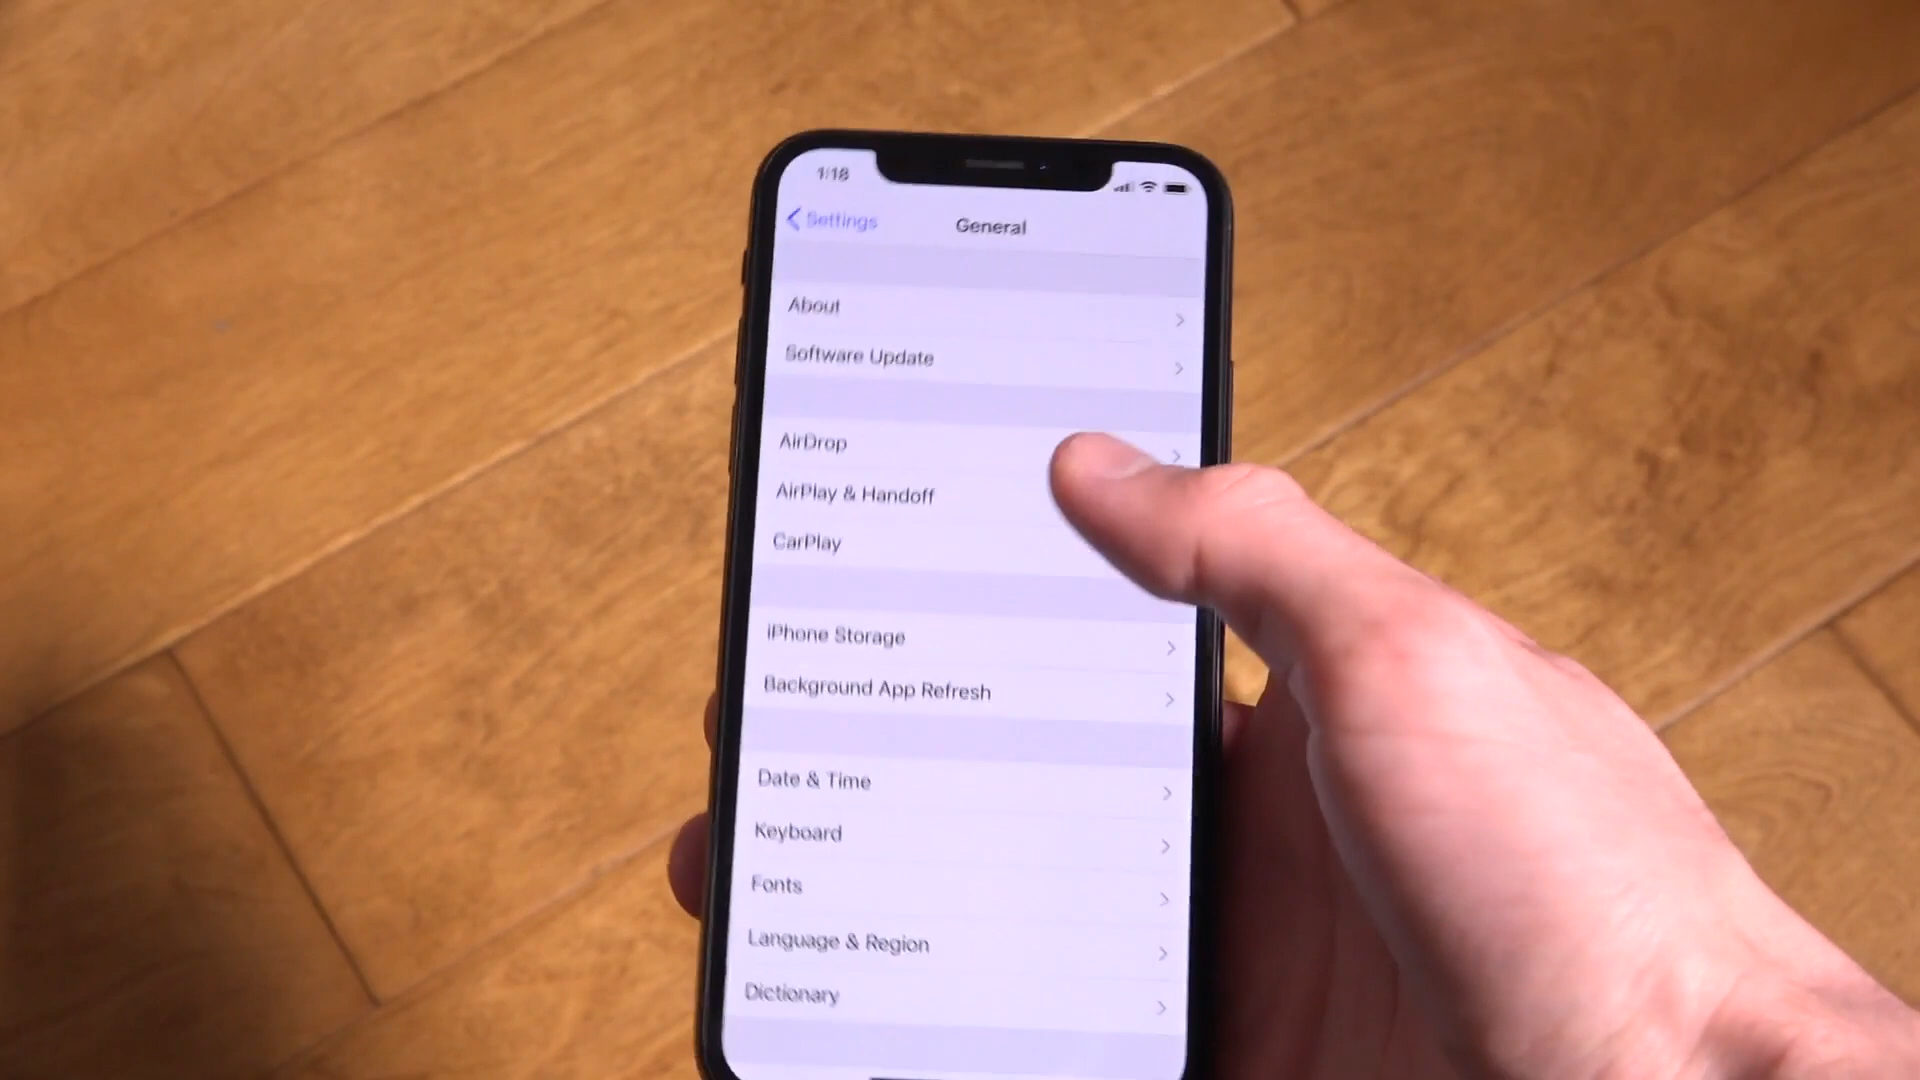 1:18
Settings
General
About
Software Update
AirDrop
AirPlay & Handoff
CarPlay
iPhone Storage
Background App Refresh
Date & Time
Keyboard
Fonts
Language & Region
Dictionary